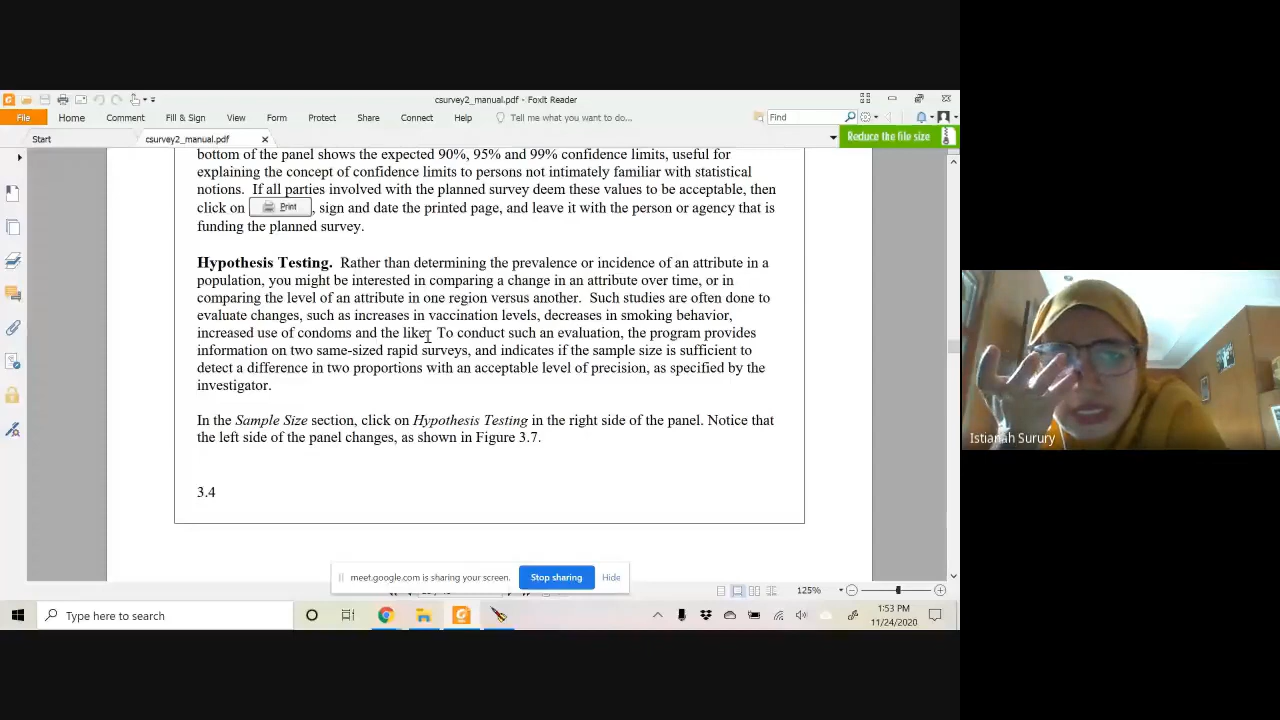 csurvey2_manual.pdf - Foxit Reader
File Home Comment Fill & Sign View Form Protect Share Connect Help Tell me what you want to do... Find
Start csurvey2_manual.pdf Reduce the file size
bottom of the panel shows the expected 90%, 95% and 99% confidence limits, useful for
explaining the concept of confidence limits to persons not intimately familiar with statistical
notions. If all parties involved with the planned survey deem these values to be acceptable, then
click on Print, sign and date the printed page, and leave it with the person or agency that is
funding the planned survey.
Hypothesis Testing. Rather than determining the prevalence or incidence of an attribute in a
population, you might be interested in comparing a change in an attribute over time, or in
comparing the level of an attribute in one region versus another. Such studies are often done to
evaluate changes, such as increases in vaccination levels, decreases in smoking behavior,
increased use of condoms and the like. To conduct such an evaluation, the program provides
information on two same-sized rapid surveys, and indicates if the sample size is sufficient to
detect a difference in two proportions with an acceptable level of precision, as specified by the
investigator.
In the Sample Size section, click on Hypothesis Testing in the right side of the panel. Notice that
the left side of the panel changes, as shown in Figure 3.7.
3.4
Istianah Surury
meet.google.com is sharing your screen. Stop sharing Hide
125%
Type here to search
1:53 PM
11/24/2020